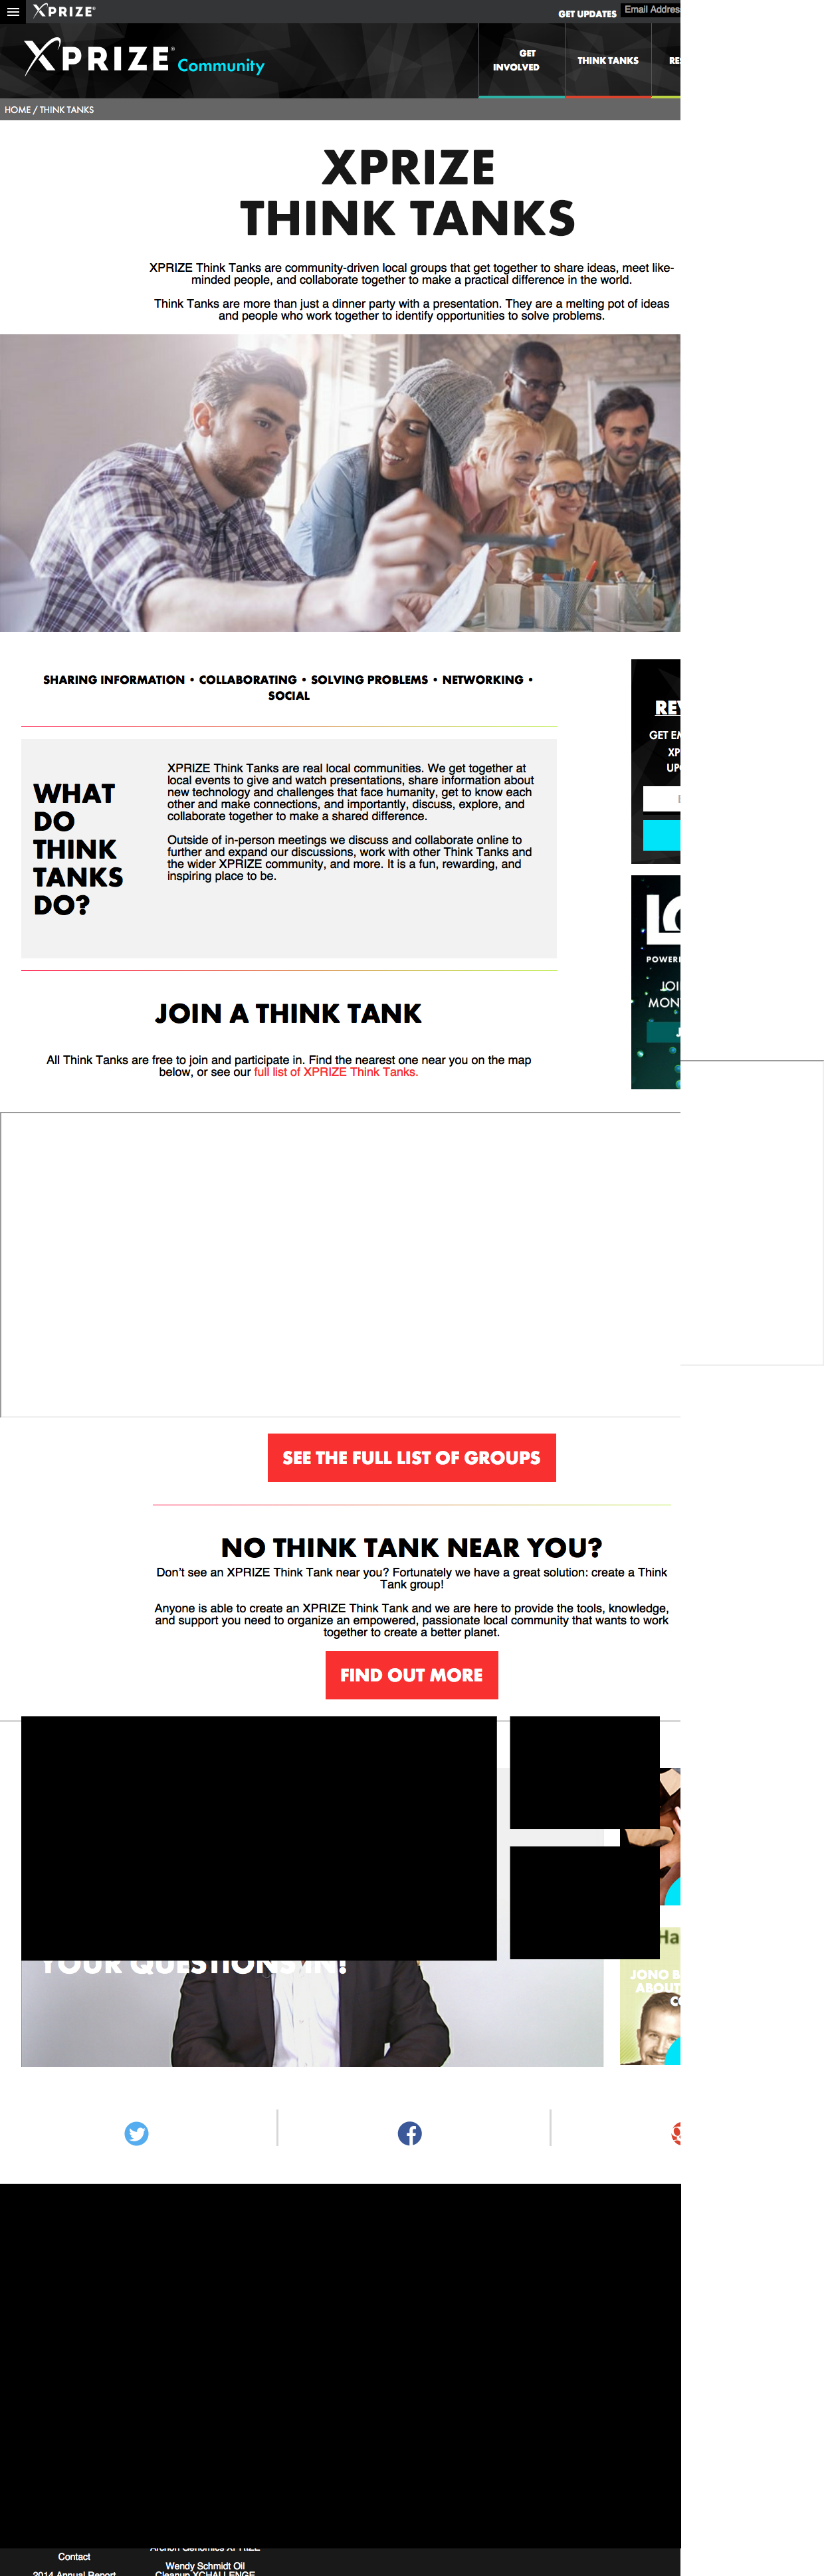 XPRIZE
GET UPDATES
XPRIZE Community
GET
INVOLVED
THINK TANKS
HOME / THINK TANKS
XPRIZE
THINK TANKS
XPRIZE Think Tanks are community-driven local groups that get together to share ideas, meet like-
minded people, and collaborate together to make a practical difference in the world.
Think Tanks are more than just a dinner party with a presentation. They are a melting pot of ideas
and people who work together to identify opportunities to solve problems.
SHARING INFORMATION • COLLABORATING • SOLVING PROBLEMS • NETWORKING •
SOCIAL
WHAT
DO
THINK
TANKS
DO?
XPRIZE Think Tanks are real local communities. We get together at
local events to give and watch presentations, share information about
new technology and challenges that face humanity, get to know each
other and make connections, and importantly, discuss, explore, and
collaborate together to make a shared difference.
Outside of in-person meetings we discuss and collaborate online to
further and expand our discussions, work with other Think Tanks and
the wider XPRIZE community, and more. It is a fun, rewarding, and
inspiring place to be.
GET
JOIN A THINK TANK
All Think Tanks are free to join and participate in. Find the nearest one near you on the map
below, or see our full list of XPRIZE Think Tanks.
SEE THE FULL LIST OF GROUPS
NO THINK TANK NEAR YOU?
Don't see an XPRIZE Think Tank near you? Fortunately we have a great solution: create a Think
Tank group!
Anyone is able to create an XPRIZE Think Tank and we are here to provide the tools, knowledge,
and support you need to organize an empowered, passionate local community that wants to work
together to create a better planet.
FIND OUT MORE
YOUR QUESTIONS IN!
JONO
ABOUT
Archon Genomics XPRIZE
Contact
Wendy Schmidt Oil
2014 Annual Report
Cleanup XCHALLENGE